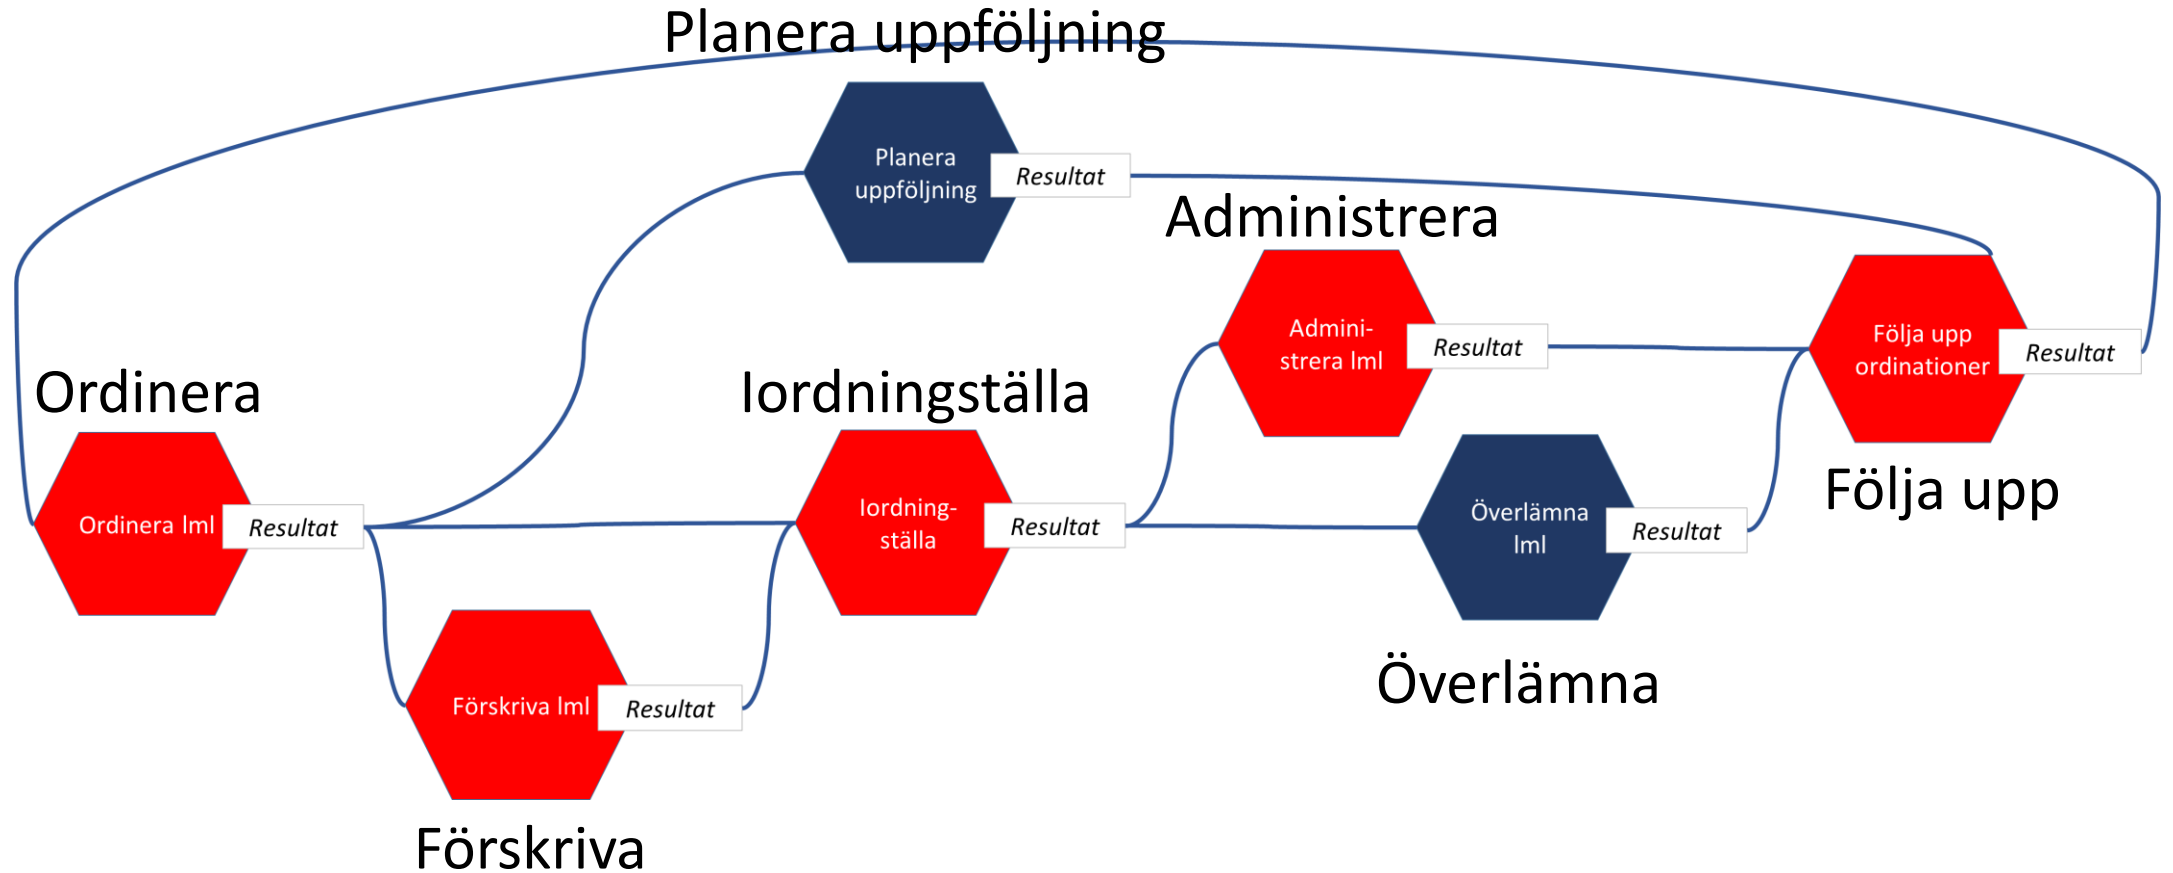 Planera uppföljning
Planera
uppföljning
Resultat
Administrera
Admini-
strera lml
Resultat
Följa upp
ordinationer
Resultat
Följa upp
Ordinera
Ordinera lml
Resultat
Iordningställa
Iordning-
ställa
Resultat
Överlämna
lml
Resultat
Överlämna
Förskriva lml
Resultat
Förskriva